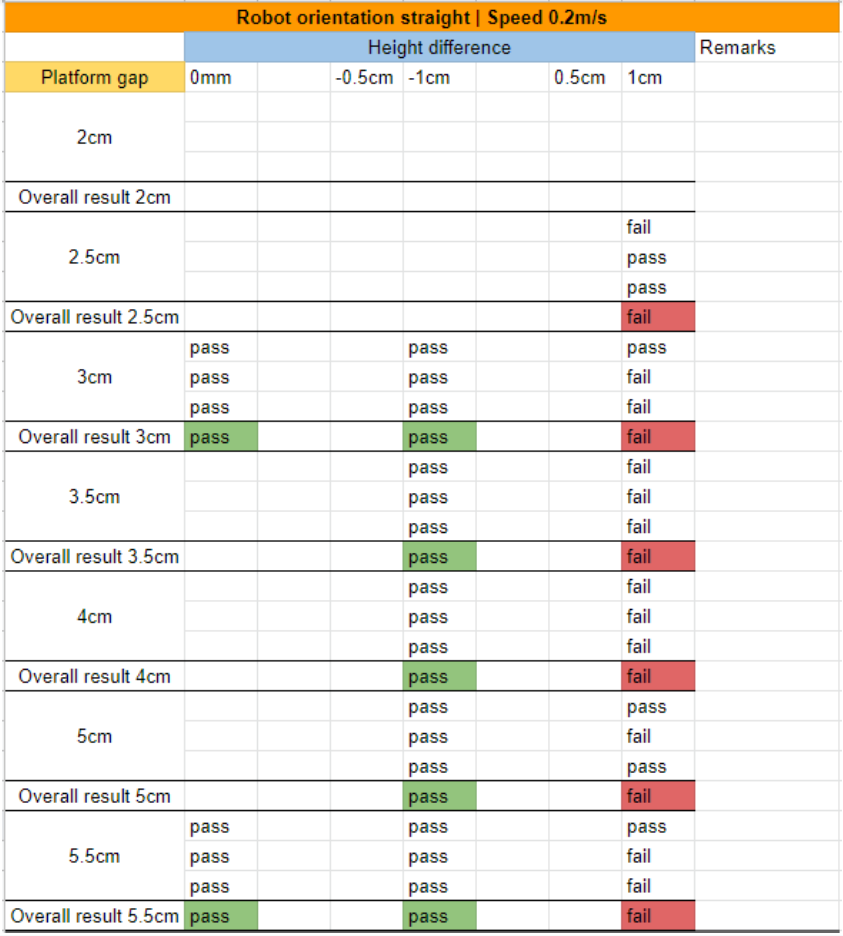 Robot orientation straight | Speed 0.2m/s
Height difference Remarks
Platform gap 0mm -0.5cm -1cm 0.5cm 1cm
2cm
Overall result 2cm
fail
2.5cm pass
pass
Overall result 2.5cm fail
pass pass pass
3cm pass pass fail
pass pass fail
Overall result 3cm pass pass fail
pass fail
3.5cm pass fail
pass fail
Overall result 3.5cm pass fail
pass fail
4cm pass fail
pass fail
Overall result 4cm pass fail
pass pass
5cm pass fail
pass pass
Overall result 5cm pass fail
pass pass pass
5.5cm pass pass fail
pass pass fail
Overall result 5.5cm pass pass fail